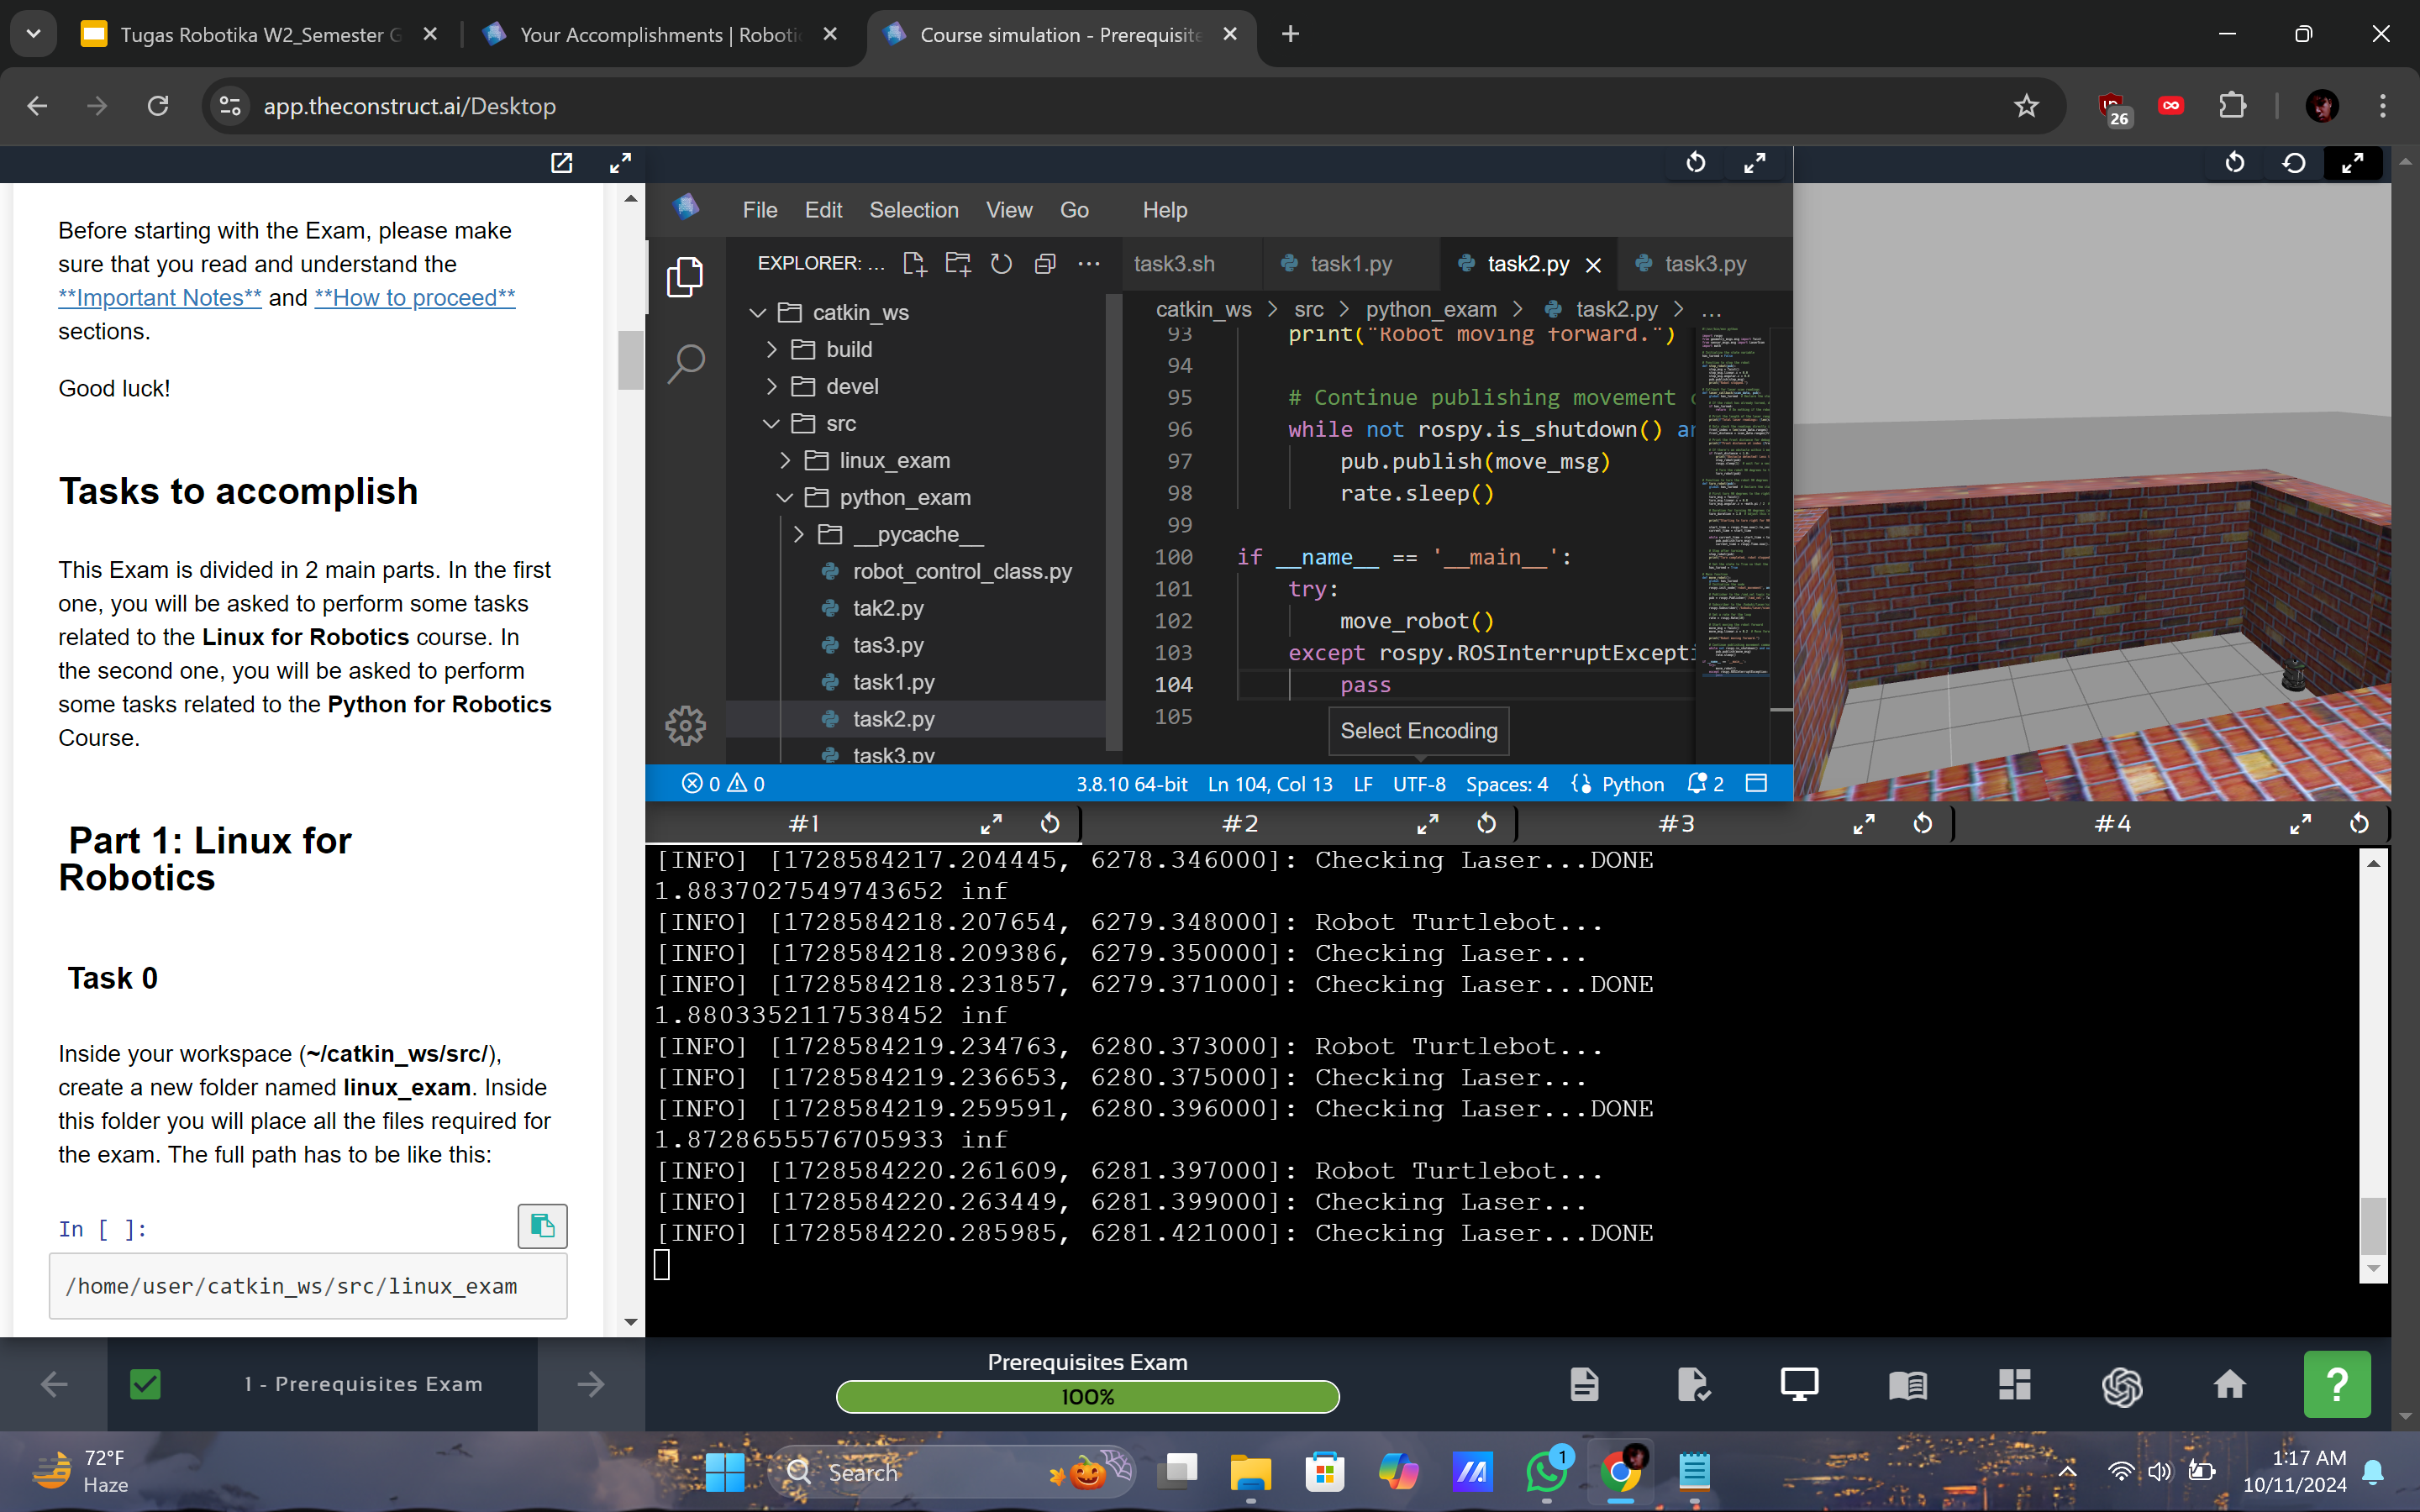 Tugas Robotika W2_Semester G
Your Accomplishments | Roboti
Course simulation - Prerequisite
app.theconstruct.ai/Desktop
26
Before starting with the Exam, please make
sure that you read and understand the
**Important Notes** and **How to proceed**
sections.
Good luck!
Tasks to accomplish
This Exam is divided in 2 main parts. In the first
one, you will be asked to perform some tasks
related to the Linux for Robotics course. In
the second one, you will be asked to perform
some tasks related to the Python for Robotics
Course.
Part 1: Linux for
Robotics
Task 0
Inside your workspace (~/catkin_ws/src/),
create a new folder named linux_exam. Inside
this folder you will place all the files required for
the exam. The full path has to be like this:
In [ ]:
/home/user/catkin_ws/src/linux_exam
File Edit Selection View Go Help
EXPLORER: ...
catkin_ws
build
devel
src
linux_exam
python_exam
__pycache__
robot_control_class.py
tak2.py
tas3.py
task1.py
task2.py
task3.py
task3.sh task1.py task2.py task3.py
catkin_ws > src > python_exam > task2.py > ...
93 print("Robot moving forward.")
94
95 # Continue publishing movement
96 while not rospy.is_shutdown() an
97 pub.publish(move_msg)
98 rate.sleep()
99
100 if __name__ == '__main__':
101 try:
102 move_robot()
103 except rospy.ROSInterruptExcepti
104 pass
105
Select Encoding
0 0 3.8.10 64-bit Ln 104, Col 13 LF UTF-8 Spaces: 4 Python 2
#1 #2 #3 #4
[INFO] [1728584217.204445, 6278.346000]: Checking Laser...DONE
1.8837027549743652 inf
[INFO] [1728584218.207654, 6279.348000]: Robot Turtlebot...
[INFO] [1728584218.209386, 6279.350000]: Checking Laser...
[INFO] [1728584218.231857, 6279.371000]: Checking Laser...DONE
1.8803352117538452 inf
[INFO] [1728584219.234763, 6280.373000]: Robot Turtlebot...
[INFO] [1728584219.236653, 6280.375000]: Checking Laser...
[INFO] [1728584219.259591, 6280.396000]: Checking Laser...DONE
1.8728655576705933 inf
[INFO] [1728584220.261609, 6281.397000]: Robot Turtlebot...
[INFO] [1728584220.263449, 6281.399000]: Checking Laser...
[INFO] [1728584220.285985, 6281.421000]: Checking Laser...DONE
1 - Prerequisites Exam
Prerequisites Exam
100%
?
72°F
Haze
Search
1
1:17 AM
10/11/2024